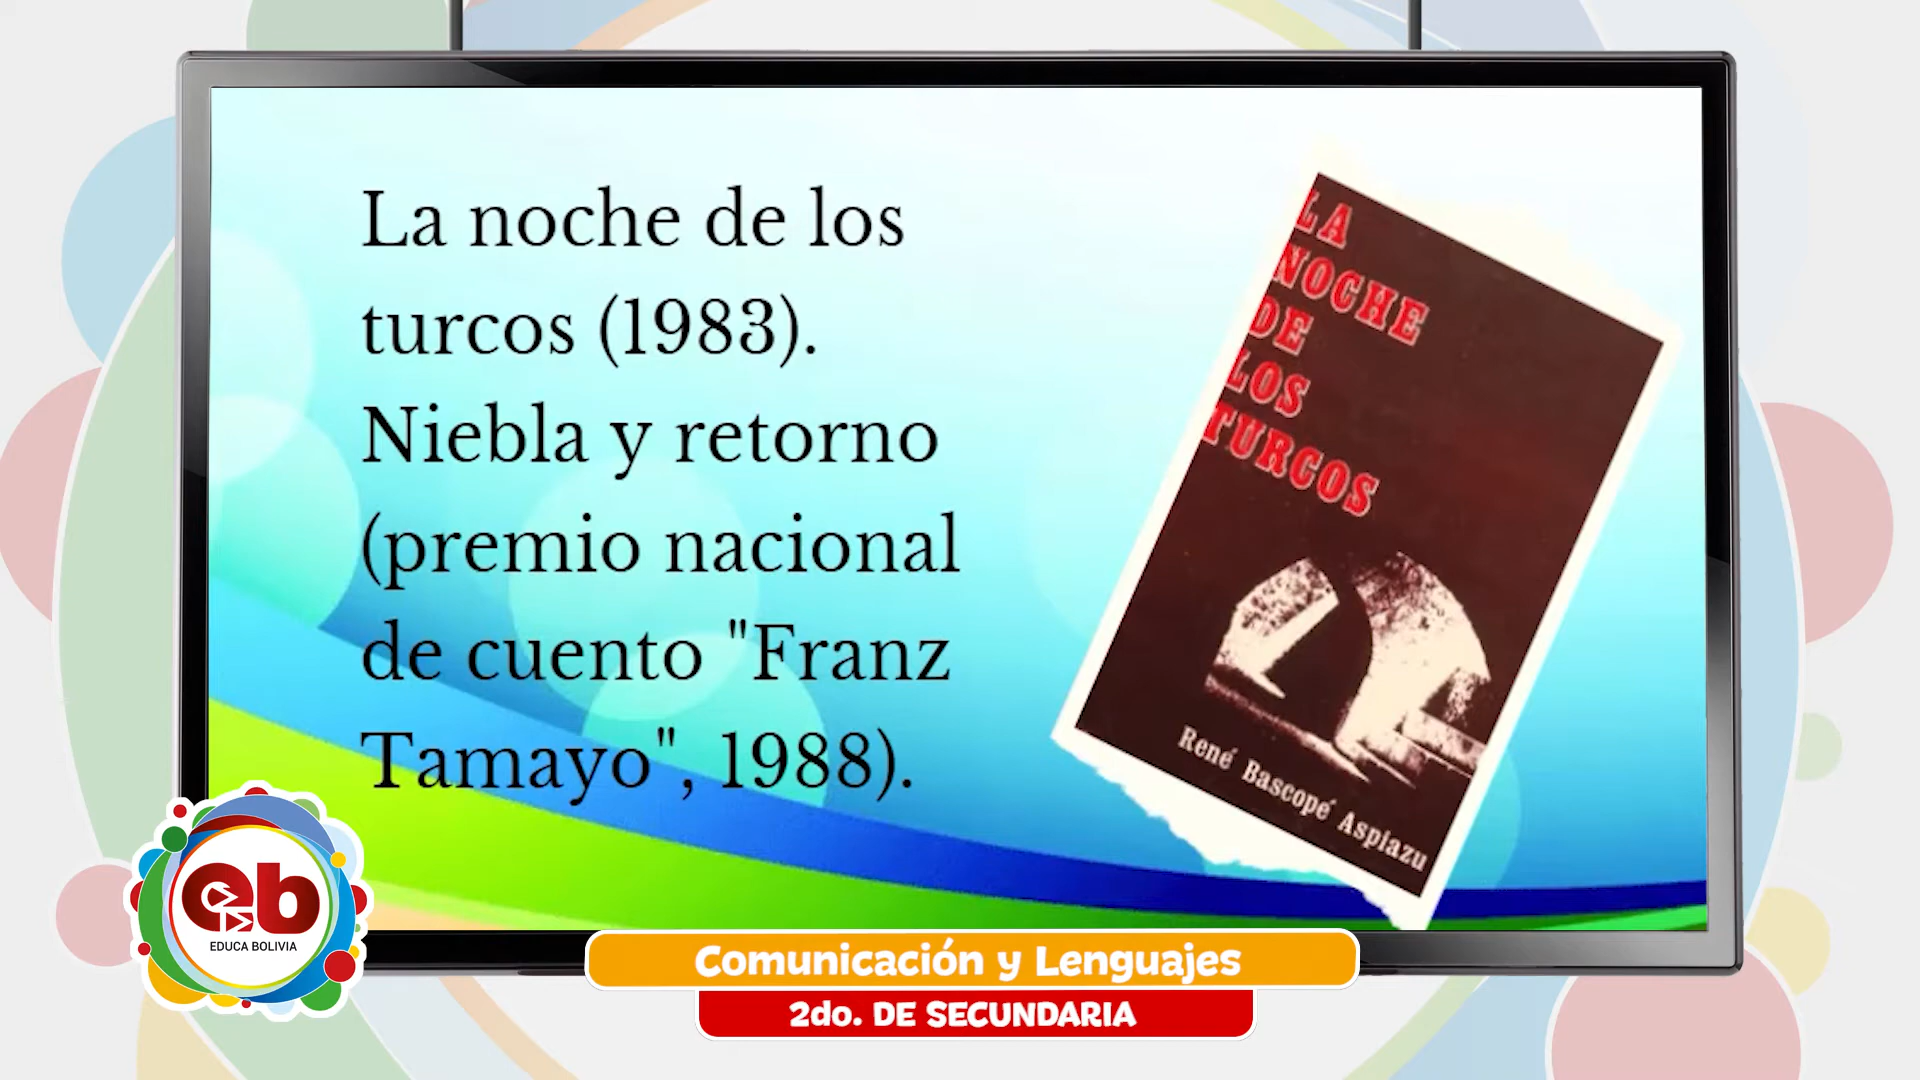 La noche de los
turcos (1983).
Niebla y retorno
(premio nacional
de cuento "Franz
Tamayo", 1988).
LA
NOCHE
DE
LOS
TURCOS
René Bascopé Aspiazu
eb
EDUCA BOLIVIA
Comunicación y Lenguajes
2do. DE SECUNDARIA